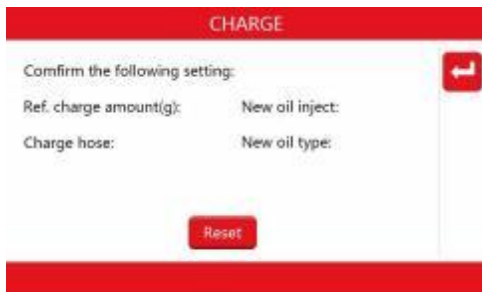 CHARGE
Comfirm the following setting:
Ref. charge amount(g): New oil inject:
Charge hose: New oil type:
Reset